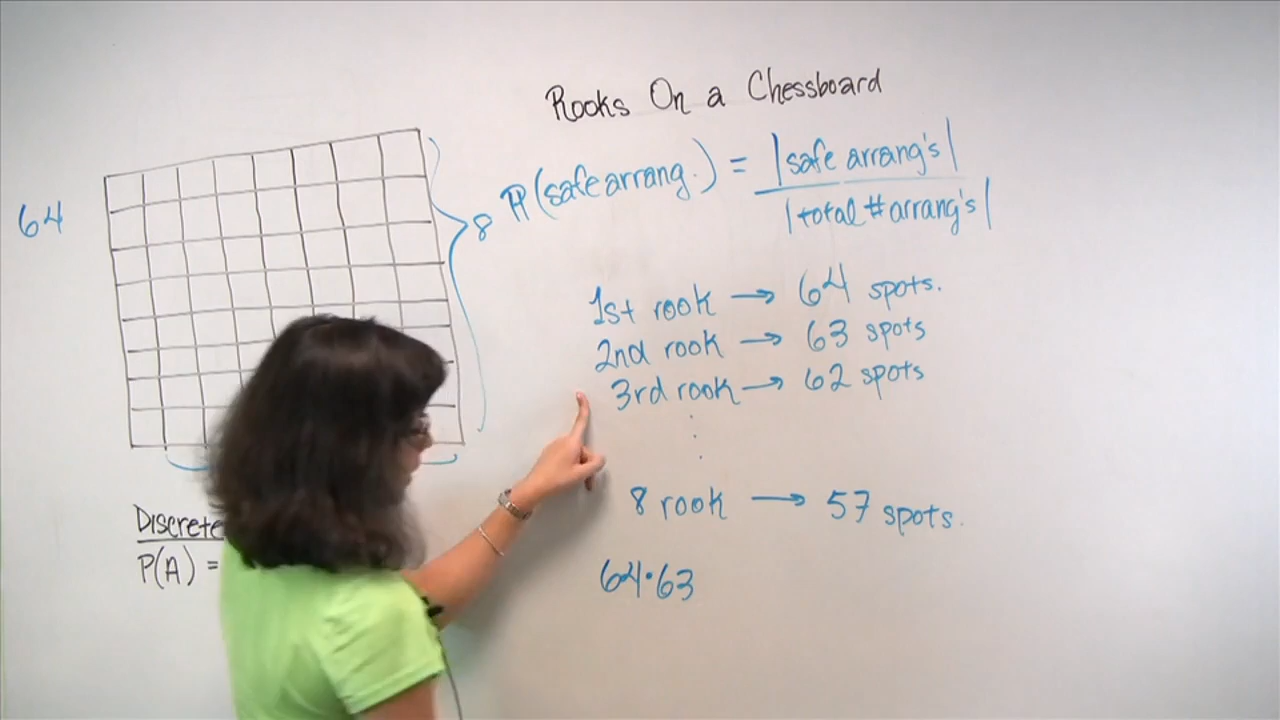 Rooks On a Chessboard
64
8
P(safe arrang.) = |safe arrang's|
|total # arrang's|
1st rook → 64 spots.
2nd rook → 63 spots
3rd rook → 62 spots
8 rook → 57 spots.
64·63
Discrete
P(A) =